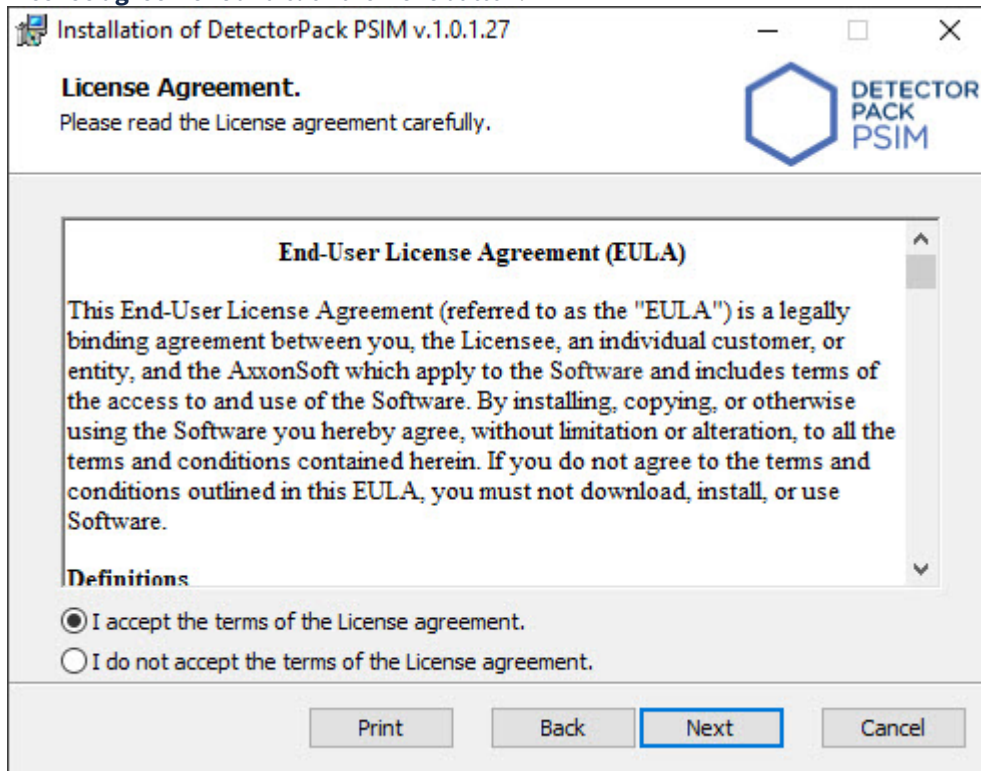 Installation of DetectorPack PSIM v.1.0.1.27
License Agreement.
Please read the License agreement carefully.
DETECTOR
PACK
PSIM
End-User License Agreement (EULA)
This End-User License Agreement (referred to as the "EULA") is a legally
binding agreement between you, the Licensee, an individual customer, or
entity, and the AxxonSoft which apply to the Software and includes terms of
the access to and use of the Software. By installing, copying, or otherwise
using the Software you hereby agree, without limitation or alteration, to all the
terms and conditions contained herein. If you do not agree to the terms and
conditions outlined in this EULA, you must not download, install, or use
Software.
Definitions
I accept the terms of the License agreement.
I do not accept the terms of the License agreement.
Print Back Next Cancel